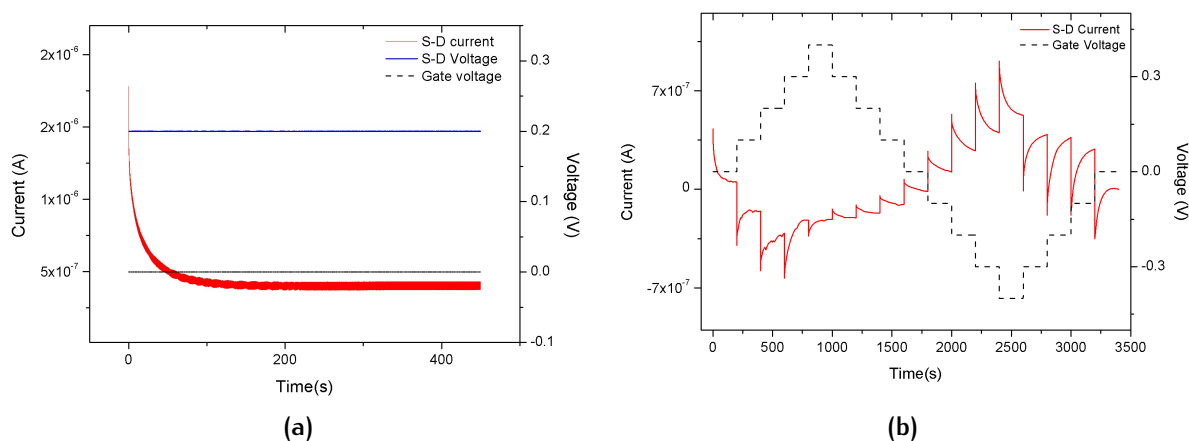 S-D current
S-D Voltage
Gate voltage
2x10⁻⁶
2x10⁻⁶
1x10⁻⁶
5x10⁻⁷
Current (A)
0.3
0.2
0.1
0.0
-0.1
Voltage (V)
0
200
400
Time(s)
(a)
S-D Current
Gate Voltage
7x10⁻⁷
0
-7x10⁻⁷
Current (A)
0.3
0.0
-0.3
Voltage (V)
0
500
1000
1500
2000
2500
3000
3500
Time(s)
(b)